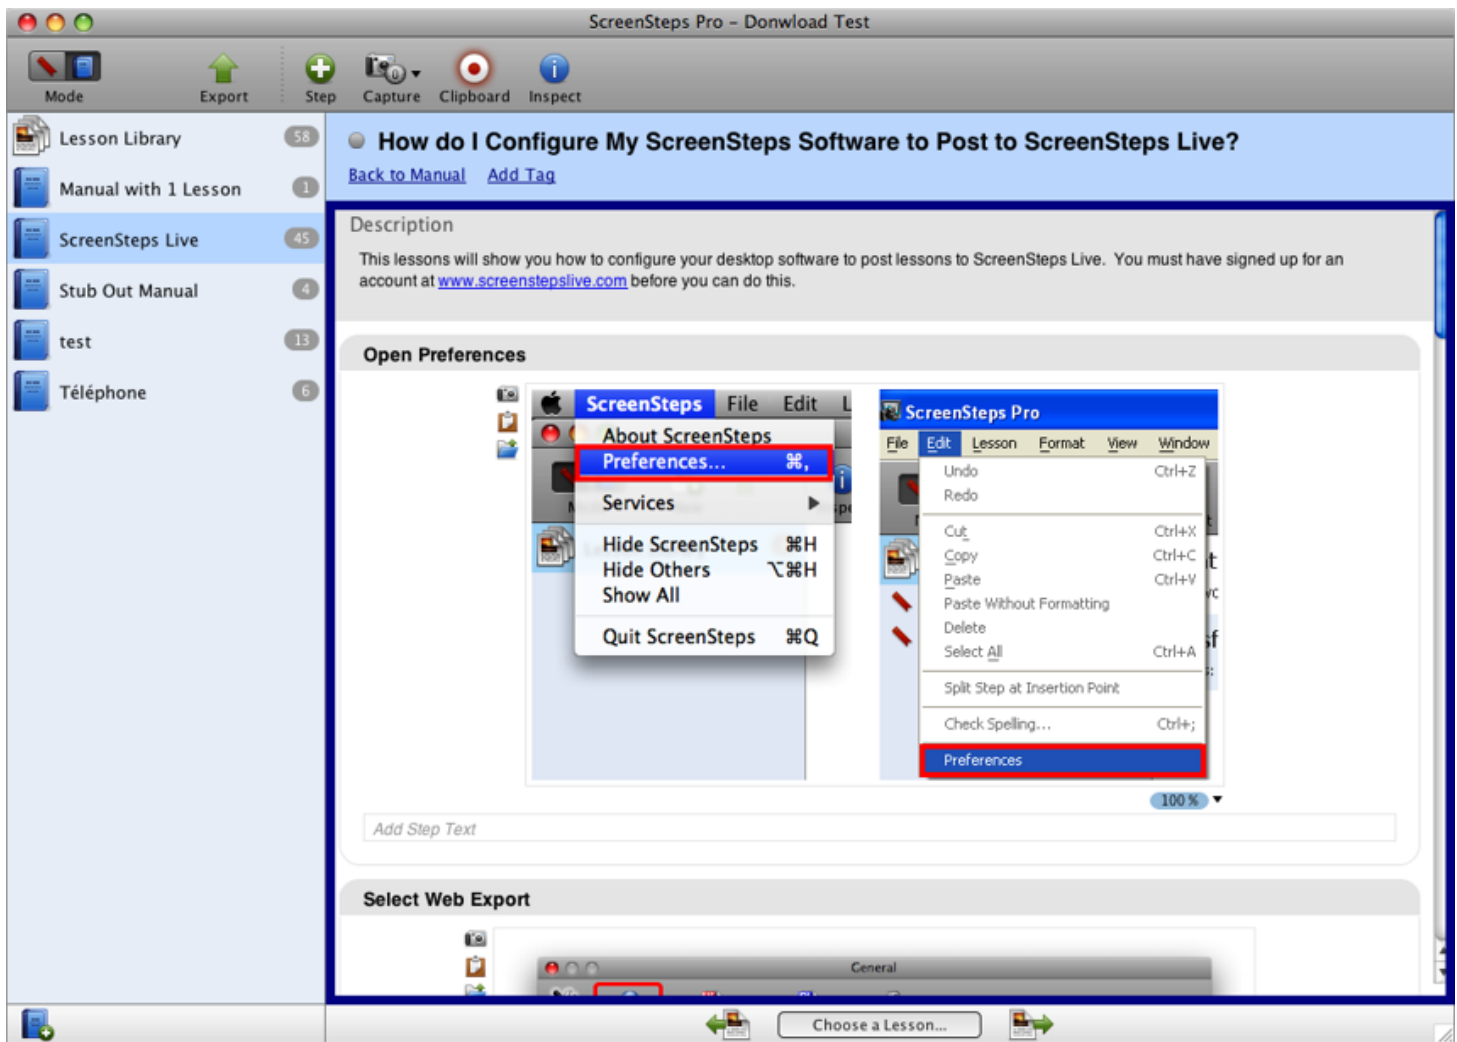 ScreenSteps Pro – Donwload Test
Mode
Export
Step
Capture
Clipboard
Inspect
0
Lesson Library 58
Manual with 1 Lesson 1
ScreenSteps Live 45
Stub Out Manual 4
test 13
Téléphone 6
How do I Configure My ScreenSteps Software to Post to ScreenSteps Live?
Back to Manual Add Tag
Description
This lessons will show you how to configure your desktop software to post lessons to ScreenSteps Live. You must have signed up for an
account at www.screenstepslive.com before you can do this.
Open Preferences
ScreenSteps File Edit L
About ScreenSteps
Preferences... ⌘,
Services ▶
Hide ScreenSteps ⌘H
Hide Others ⌥⌘H
Show All
Quit ScreenSteps ⌘Q
ScreenSteps Pro
File Edit Lesson Format View Window
Undo Ctrl+Z
Redo
Cut Ctrl+X
Copy Ctrl+C
Paste Ctrl+V
Paste Without Formatting
Delete
Select All Ctrl+A
Split Step at Insertion Point
Check Spelling... Ctrl+;
Preferences
100 %
Add Step Text
Select Web Export
General
Choose a Lesson...